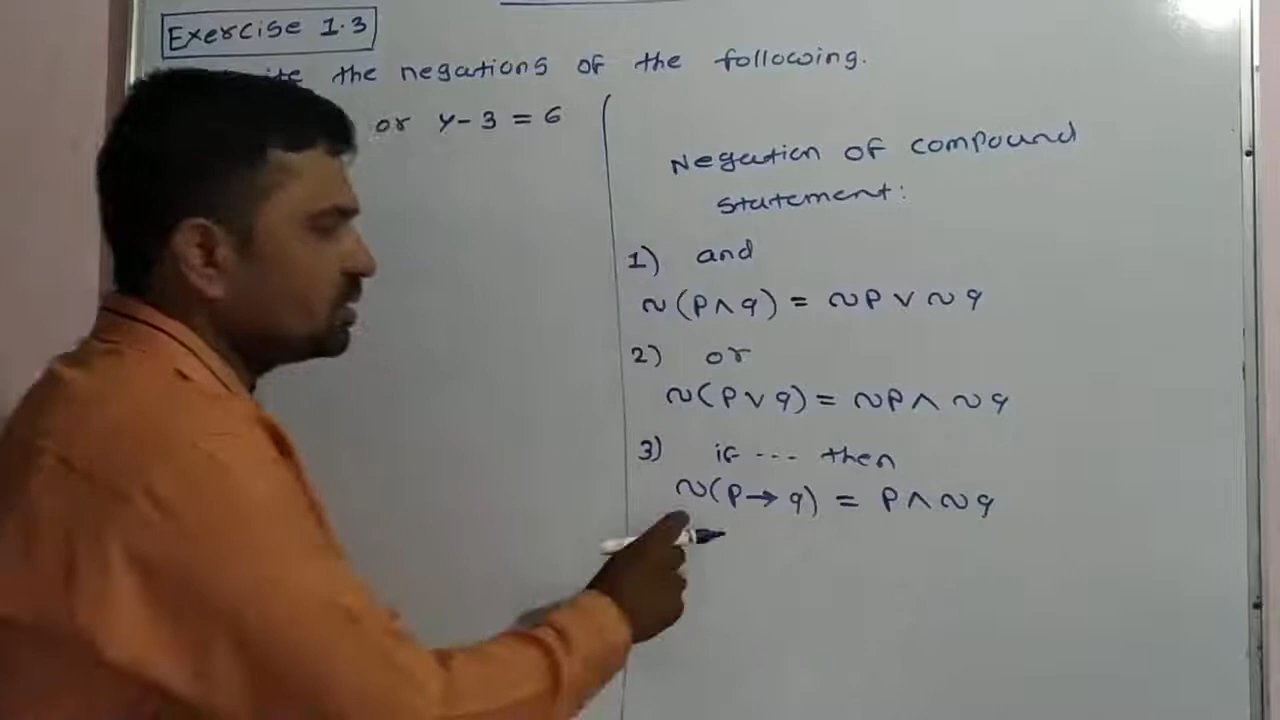 Exercise 1.3
the negations of the following.
or y - 3 = 6
Negation of compound
statement:
1) and
~(p∧q) = ~p ∨ ~q
2) or
~(p∨q) = ~p ∧ ~q
3) if --- then
~(p→q) = p ∧ ~q